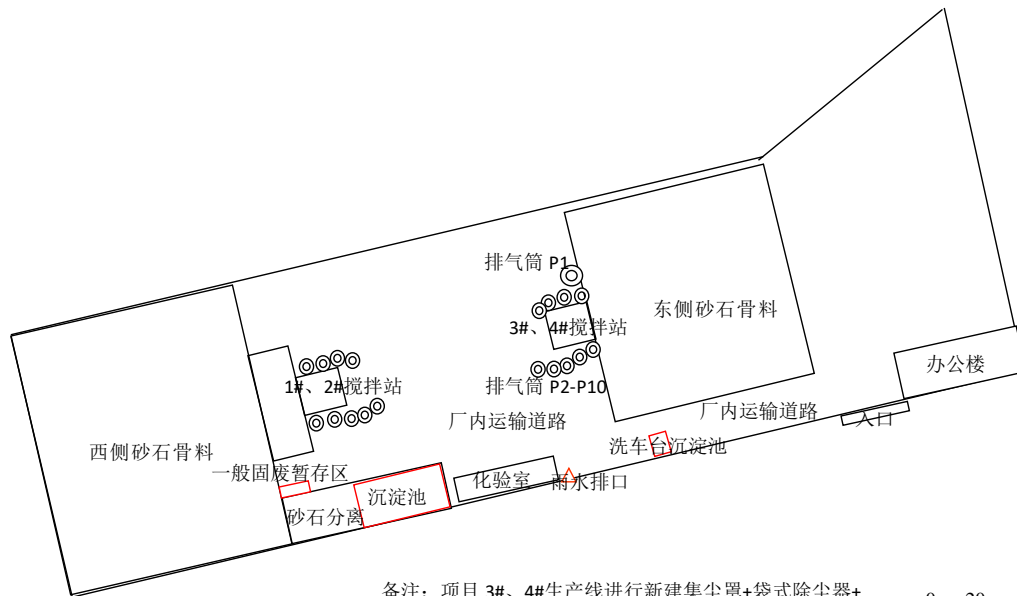 排气筒 P1
3#、4#搅拌站
东侧砂石骨料
办公楼
1#、2#搅拌站
排气筒 P2-P10
厂内运输道路
厂内运输道路
入口
西侧砂石骨料
洗车台沉淀池
一般固废暂存区
化验室
雨水排口
沉淀池
砂石分离
备注：项目 3#、4#生产线进行新建集尘罩+袋式除尘器+
0 20